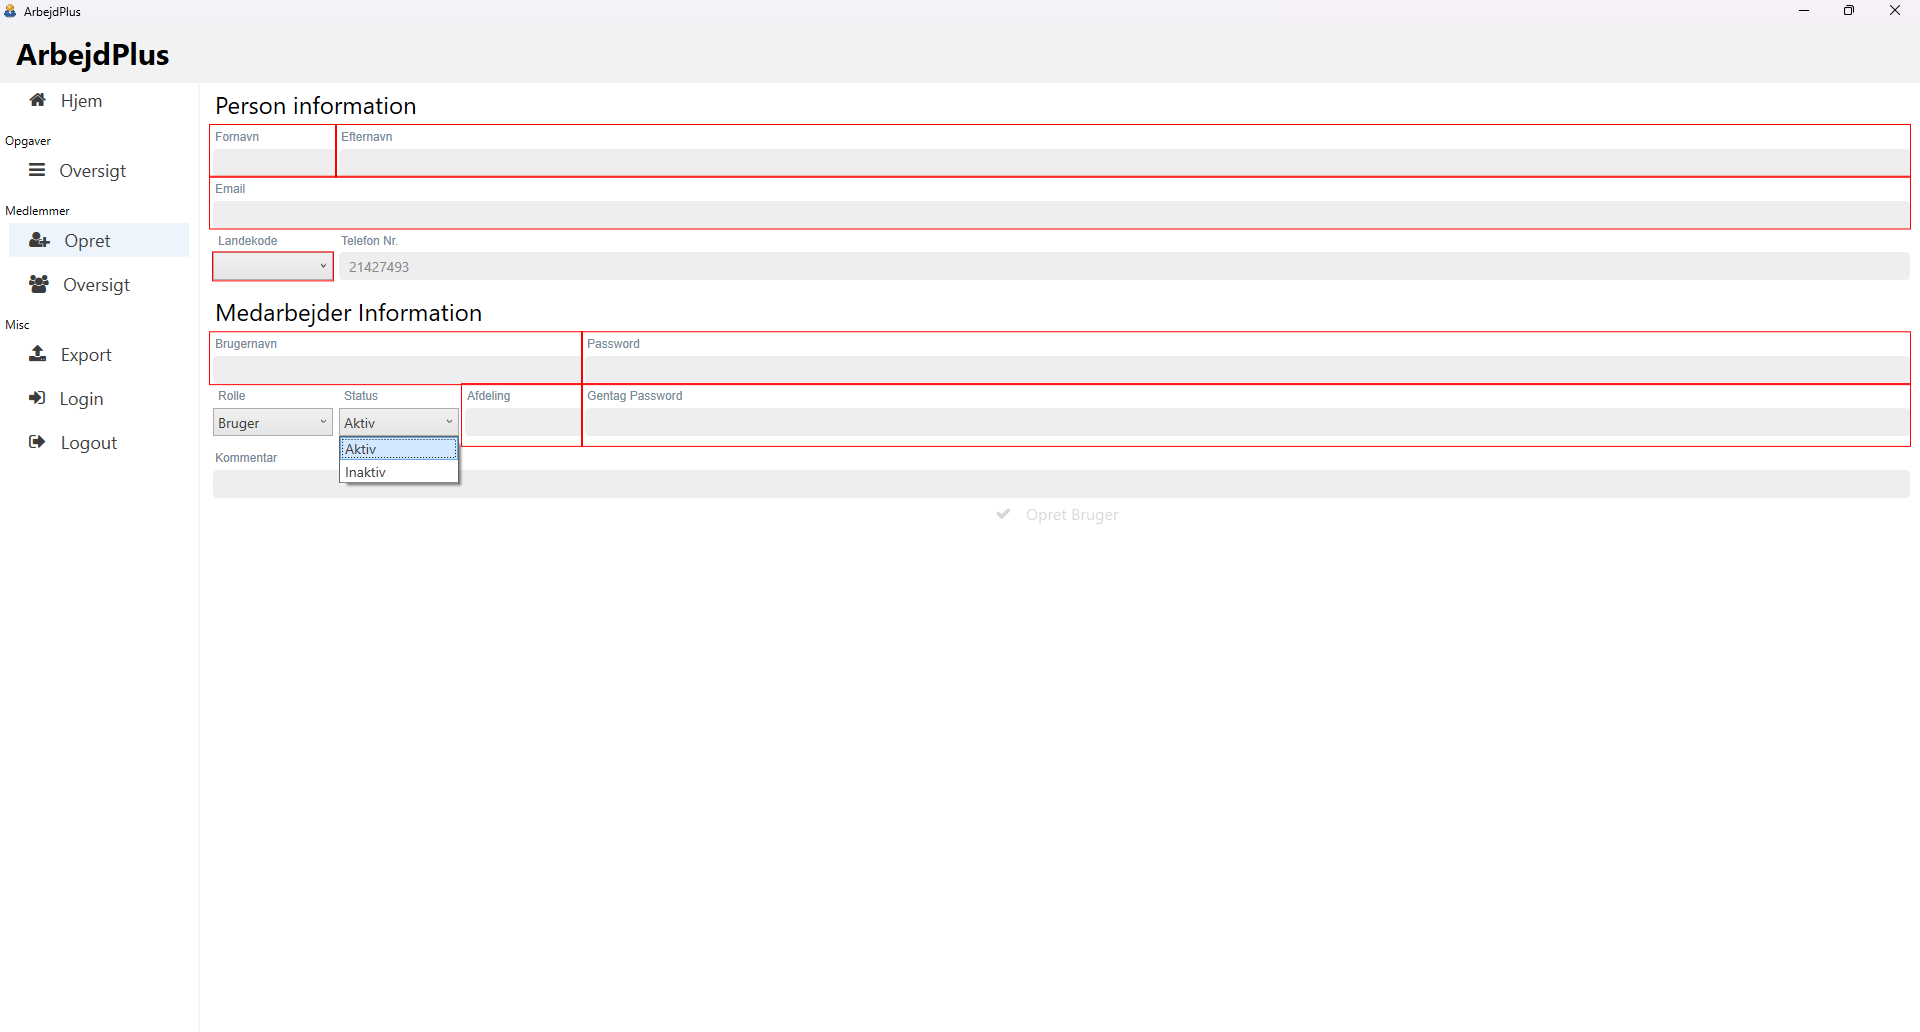 ArbejdPlus
ArbejdPlus
Hjem
Opgaver
Oversigt
Medlemmer
Opret
Oversigt
Misc
Export
Login
Logout
Person information
Fornavn Efternavn
Email
Landekode Telefon Nr.
21427493
Medarbejder Information
Brugernavn Password
Rolle Status Afdeling Gentag Password
Bruger Aktiv
Aktiv
Inaktiv
Kommentar
Opret Bruger